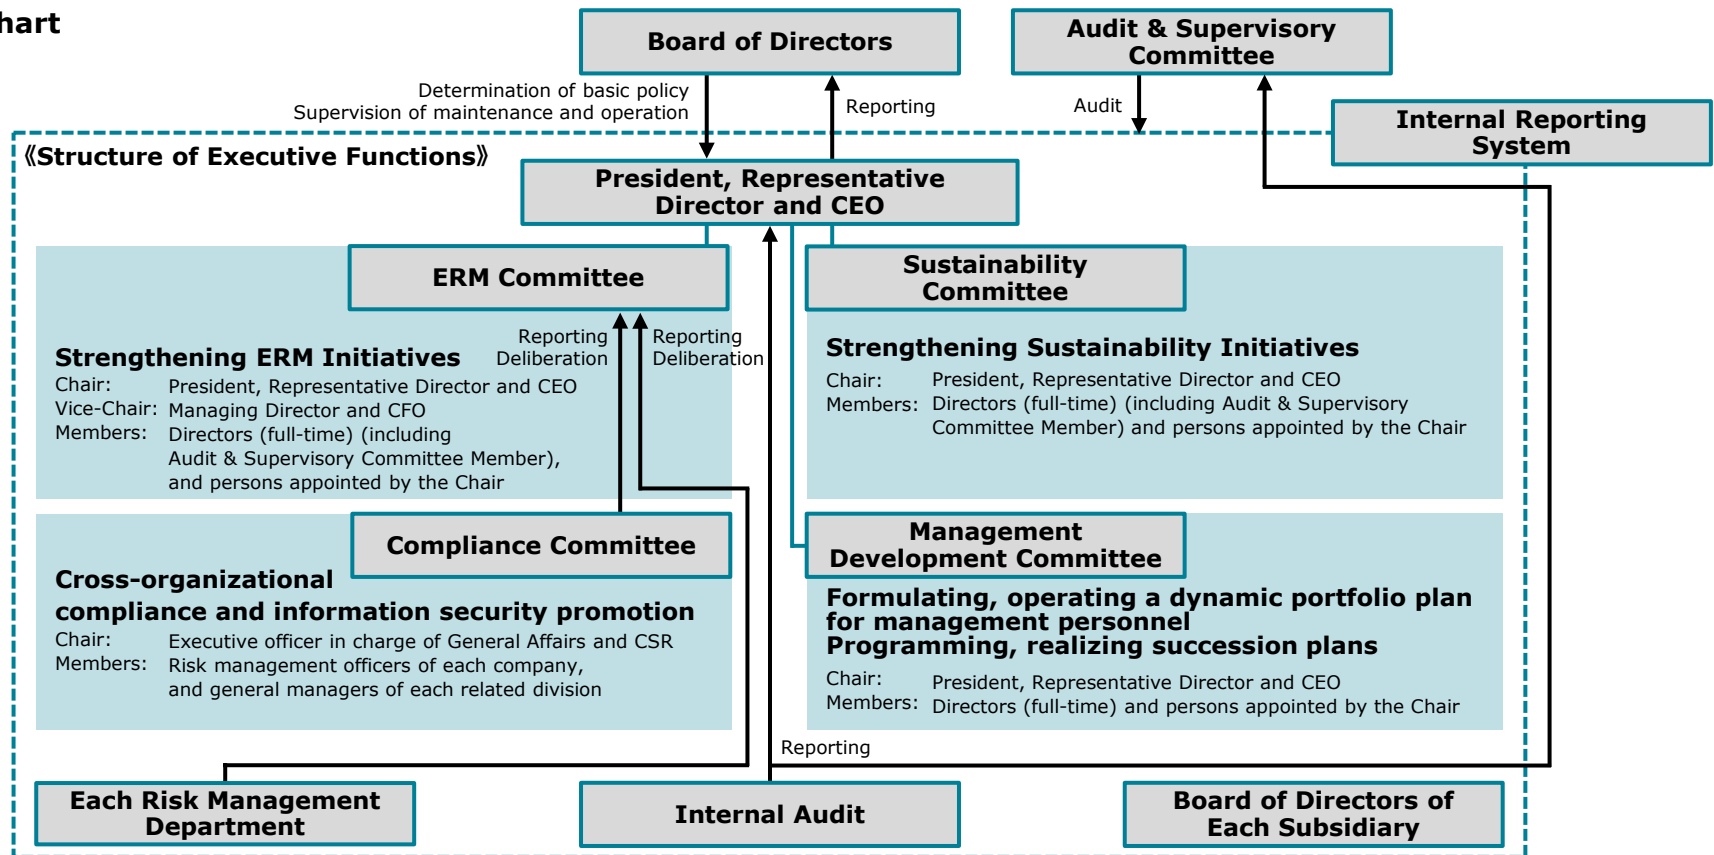 hart
Board of Directors
Audit & Supervisory
Committee
Determination of basic policy
Supervision of maintenance and operation
Reporting
Audit
Internal Reporting
System
《Structure of Executive Functions》
President, Representative
Director and CEO
ERM Committee
Reporting
Deliberation
Reporting
Deliberation
Strengthening ERM Initiatives
Chair: President, Representative Director and CEO
Vice-Chair: Managing Director and CFO
Members: Directors (full-time) (including
Audit & Supervisory Committee Member),
and persons appointed by the Chair
Sustainability
Committee
Strengthening Sustainability Initiatives
Chair: President, Representative Director and CEO
Members: Directors (full-time) (including Audit & Supervisory
Committee Member) and persons appointed by the Chair
Compliance Committee
Cross-organizational
compliance and information security promotion
Chair: Executive officer in charge of General Affairs and CSR
Members: Risk management officers of each company,
and general managers of each related division
Management
Development Committee
Formulating, operating a dynamic portfolio plan
for management personnel
Programming, realizing succession plans
Chair: President, Representative Director and CEO
Members: Directors (full-time) and persons appointed by the Chair
Reporting
Each Risk Management
Department
Internal Audit
Board of Directors of
Each Subsidiary